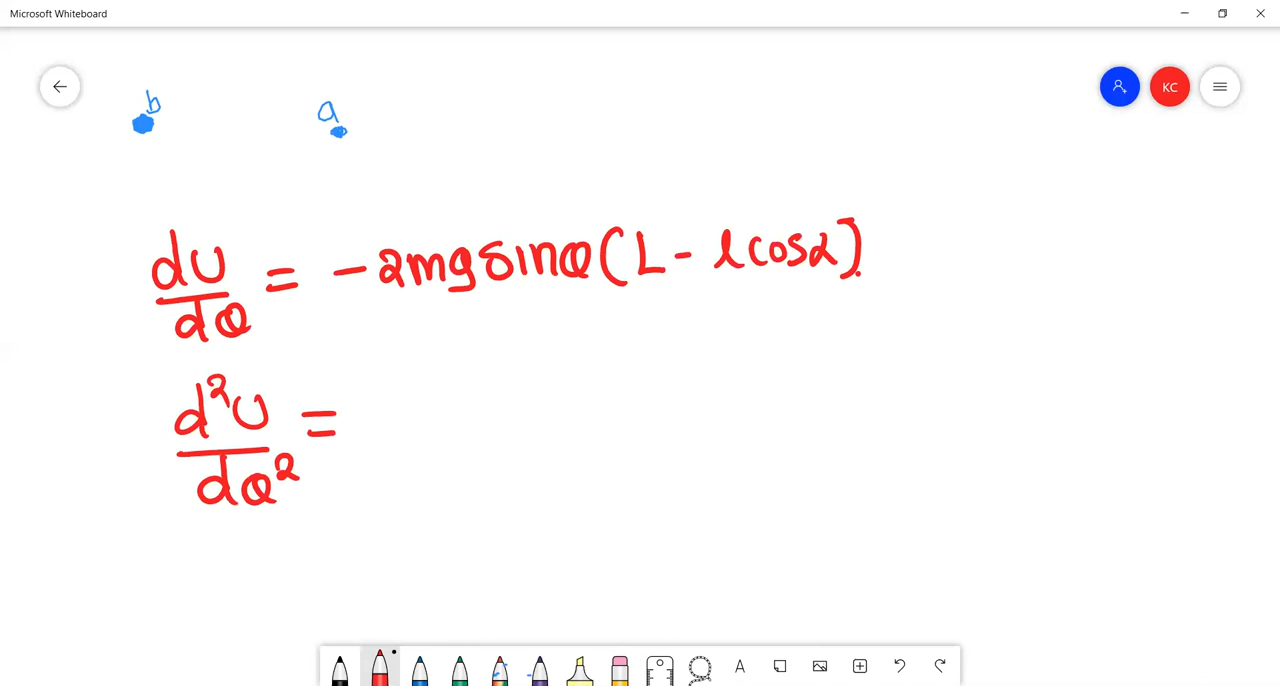 Microsoft Whiteboard
KC
b
a
dU/dθ = -2mg sinθ(L - l cosα)
d²U/dθ² =
A